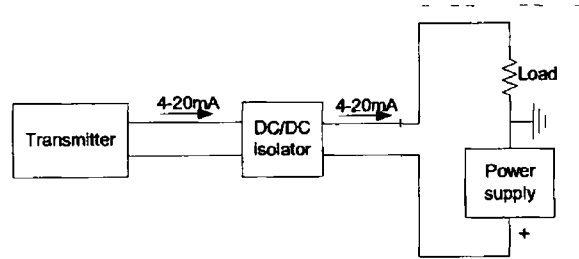 4-20mA
4-20mA
Load
Transmitter
DC/DC
isolator
Power
supply
+